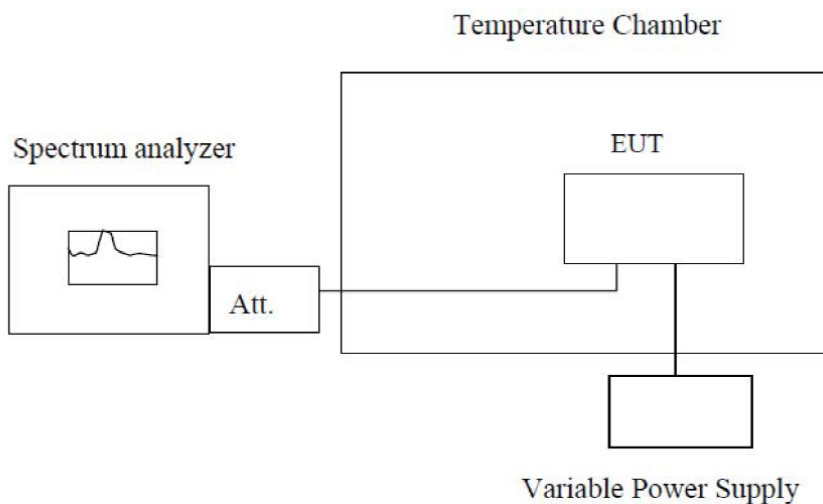 Temperature Chamber
Spectrum analyzer
EUT
Att.
Variable Power Supply